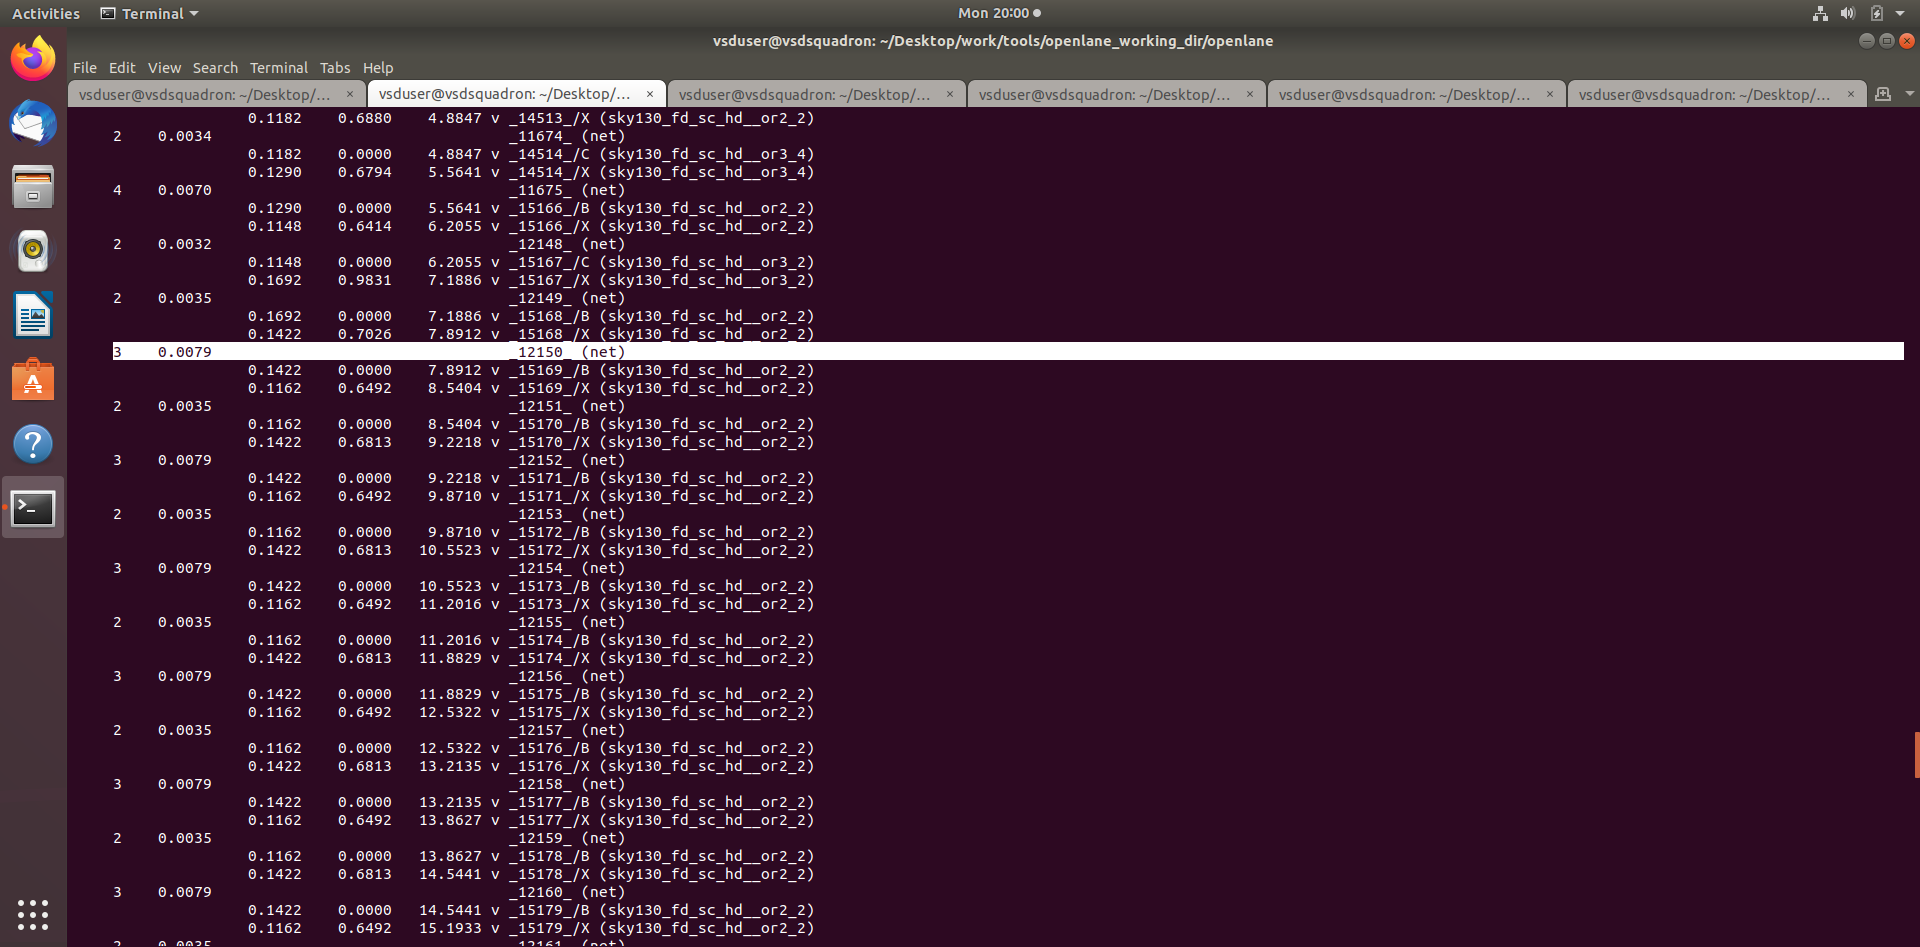 Activities Terminal Mon 20:00
vsduser@vsdsquadron: ~/Desktop/work/tools/openlane_working_dir/openlane
File Edit View Search Terminal Tabs Help
vsduser@vsdsquadron: ~/Desktop/... × vsduser@vsdsquadron: ~/Desktop/... × vsduser@vsdsquadron: ~/Desktop/... × vsduser@vsdsquadron: ~/Desktop/... × vsduser@vsdsquadron: ~/Desktop/... × vsduser@vsdsquadron: ~/Desktop/... ×
0.1182 0.6880 4.8847 v _14513_/X (sky130_fd_sc_hd__or2_2)
2 0.0034 _11674_ (net)
0.1182 0.0000 4.8847 v _14514_/C (sky130_fd_sc_hd__or3_4)
0.1290 0.6794 5.5641 v _14514_/X (sky130_fd_sc_hd__or3_4)
4 0.0070 _11675_ (net)
0.1290 0.0000 5.5641 v _15166_/B (sky130_fd_sc_hd__or2_2)
0.1148 0.6414 6.2055 v _15166_/X (sky130_fd_sc_hd__or2_2)
2 0.0032 _12148_ (net)
0.1148 0.0000 6.2055 v _15167_/C (sky130_fd_sc_hd__or3_2)
0.1692 0.9831 7.1886 v _15167_/X (sky130_fd_sc_hd__or3_2)
2 0.0035 _12149_ (net)
0.1692 0.0000 7.1886 v _15168_/B (sky130_fd_sc_hd__or2_2)
0.1422 0.7026 7.8912 v _15168_/X (sky130_fd_sc_hd__or2_2)
3 0.0079 _12150_ (net)
0.1422 0.0000 7.8912 v _15169_/B (sky130_fd_sc_hd__or2_2)
0.1162 0.6492 8.5404 v _15169_/X (sky130_fd_sc_hd__or2_2)
2 0.0035 _12151_ (net)
0.1162 0.0000 8.5404 v _15170_/B (sky130_fd_sc_hd__or2_2)
0.1422 0.6813 9.2218 v _15170_/X (sky130_fd_sc_hd__or2_2)
3 0.0079 _12152_ (net)
0.1422 0.0000 9.2218 v _15171_/B (sky130_fd_sc_hd__or2_2)
0.1162 0.6492 9.8710 v _15171_/X (sky130_fd_sc_hd__or2_2)
2 0.0035 _12153_ (net)
0.1162 0.0000 9.8710 v _15172_/B (sky130_fd_sc_hd__or2_2)
0.1422 0.6813 10.5523 v _15172_/X (sky130_fd_sc_hd__or2_2)
3 0.0079 _12154_ (net)
0.1422 0.0000 10.5523 v _15173_/B (sky130_fd_sc_hd__or2_2)
0.1162 0.6492 11.2016 v _15173_/X (sky130_fd_sc_hd__or2_2)
2 0.0035 _12155_ (net)
0.1162 0.0000 11.2016 v _15174_/B (sky130_fd_sc_hd__or2_2)
0.1422 0.6813 11.8829 v _15174_/X (sky130_fd_sc_hd__or2_2)
3 0.0079 _12156_ (net)
0.1422 0.0000 11.8829 v _15175_/B (sky130_fd_sc_hd__or2_2)
0.1162 0.6492 12.5322 v _15175_/X (sky130_fd_sc_hd__or2_2)
2 0.0035 _12157_ (net)
0.1162 0.0000 12.5322 v _15176_/B (sky130_fd_sc_hd__or2_2)
0.1422 0.6813 13.2135 v _15176_/X (sky130_fd_sc_hd__or2_2)
3 0.0079 _12158_ (net)
0.1422 0.0000 13.2135 v _15177_/B (sky130_fd_sc_hd__or2_2)
0.1162 0.6492 13.8627 v _15177_/X (sky130_fd_sc_hd__or2_2)
2 0.0035 _12159_ (net)
0.1162 0.0000 13.8627 v _15178_/B (sky130_fd_sc_hd__or2_2)
0.1422 0.6813 14.5441 v _15178_/X (sky130_fd_sc_hd__or2_2)
3 0.0079 _12160_ (net)
0.1422 0.0000 14.5441 v _15179_/B (sky130_fd_sc_hd__or2_2)
0.1162 0.6492 15.1933 v _15179_/X (sky130_fd_sc_hd__or2_2)
2 0.0035 _12161_ (net)